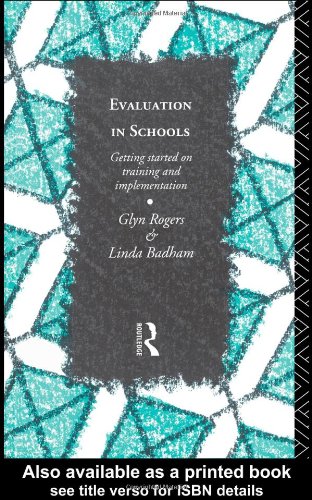 EVALUATION
IN SCHOOLS
Getting started on
training and
implementation
Glyn Rogers
&
Linda Badham
ROUTLEDGE
Also available as a printed book
see title verso for ISBN details